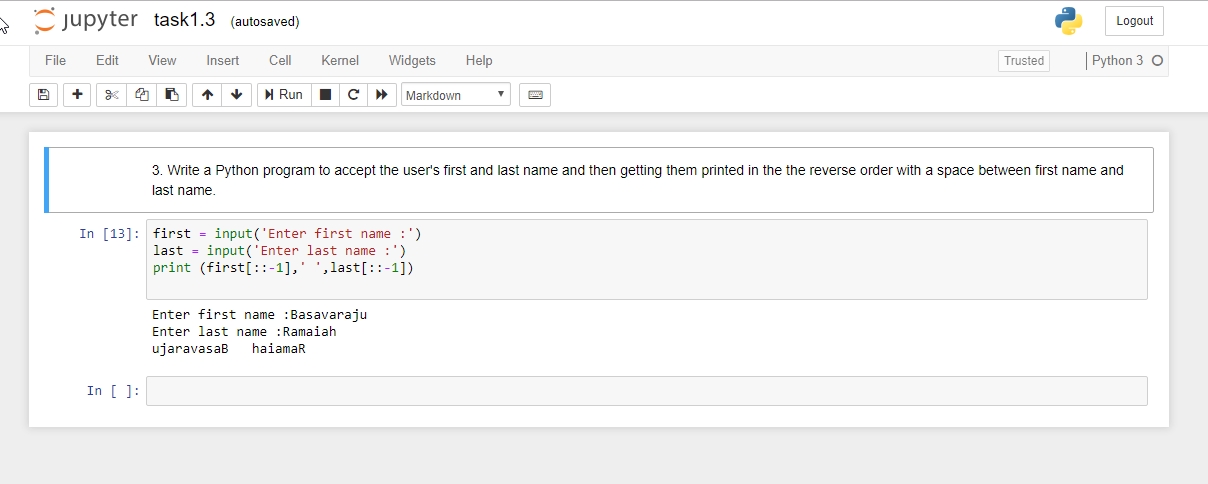 jupyter task1.3 (autosaved) Logout
File Edit View Insert Cell Kernel Widgets Help Trusted Python 3
Run Markdown
3. Write a Python program to accept the user's first and last name and then getting them printed in the the reverse order with a space between first name and
last name.
In [13]: first = input('Enter first name :')
last = input('Enter last name :')
print (first[::-1],' ',last[::-1])
Enter first name :Basavaraju
Enter last name :Ramaiah
ujaravasaB   haiamaR
In [ ]: